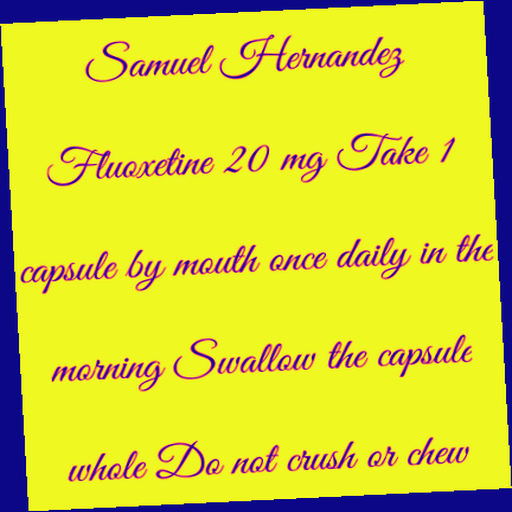 Samuel Hernandez
Fluoxetine 20 mg Take 1
capsule by mouth once daily in the
morning Swallow the capsule
whole Do not crush or chew